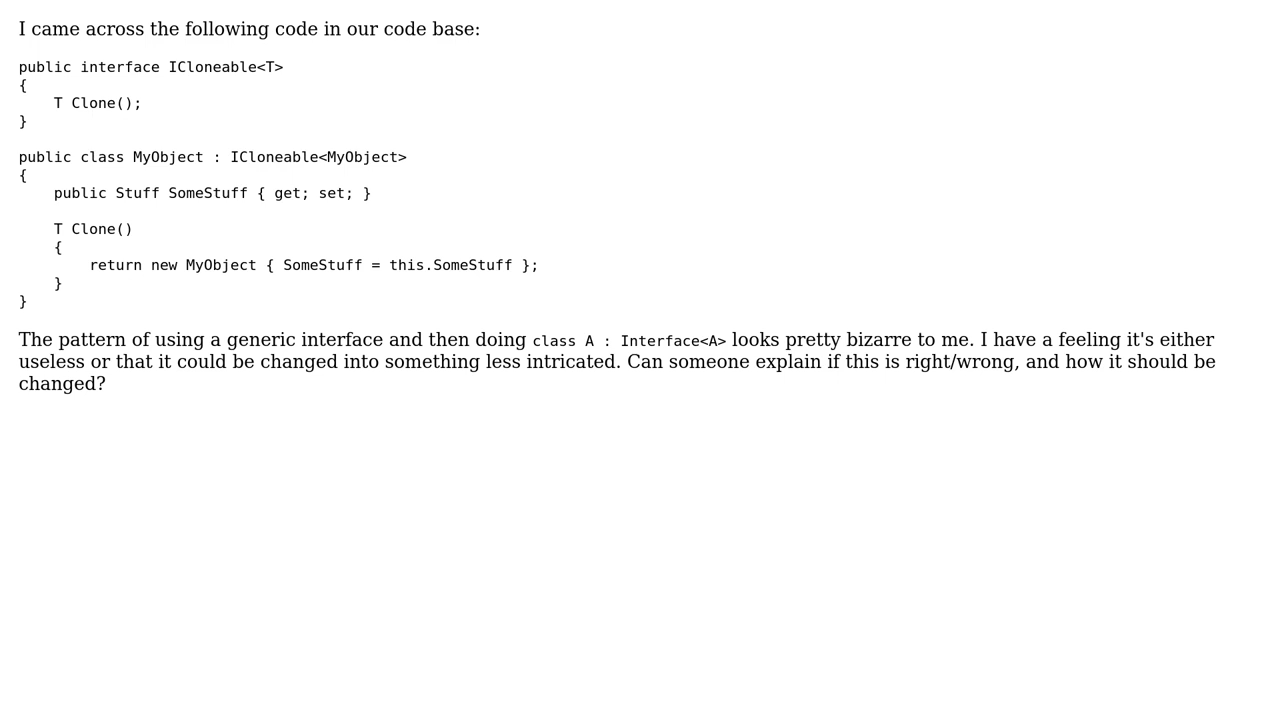 I came across the following code in our code base:
public interface ICloneable<T>
{
    T Clone();
}
public class MyObject : ICloneable<MyObject>
{
    public Stuff SomeStuff { get; set; }
    T Clone()
    {
        return new MyObject { SomeStuff = this.SomeStuff };
    }
}
The pattern of using a generic interface and then doing class A : Interface<A> looks pretty bizarre to me. I have a feeling it's either
useless or that it could be changed into something less intricated. Can someone explain if this is right/wrong, and how it should be
changed?